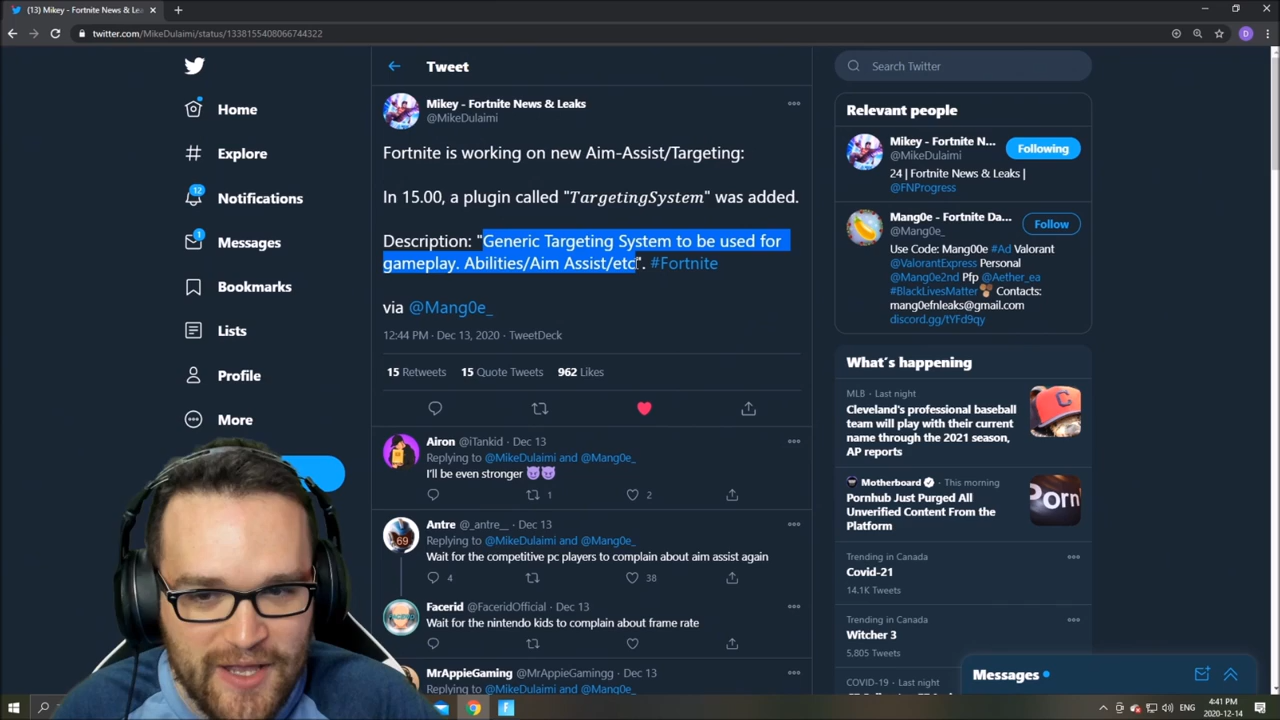 (13) Mikey - Fortnite News & Lea
twitter.com/MikeDulaimi/status/1338155408066744322
D
Home
Explore
12
Notifications
1
Messages
Bookmarks
Lists
Profile
More
Tweet
Mikey - Fortnite News & Leaks
@MikeDulaimi
Fortnite is working on new Aim-Assist/Targeting:
In 15.00, a plugin called "TargetingSystem" was added.
Description: "Generic Targeting System to be used for
gameplay. Abilities/Aim Assist/etc". #Fortnite
via @Mang0e_
12:44 PM · Dec 13, 2020 · TweetDeck
15 Retweets 15 Quote Tweets 962 Likes
Airon @iTankid · Dec 13
Replying to @MikeDulaimi and @Mang0e_
I'll be even stronger 😈😈
1 2
Antre @_antre__ · Dec 13
Replying to @MikeDulaimi and @Mang0e_
Wait for the competitive pc players to complain about aim assist again
4 38
Facerid @FaceridOfficial · Dec 13
Wait for the nintendo kids to complain about frame rate
MrAppieGaming @MrAppieGamingg · Dec 13
Replying to @MikeDulaimi and @Mang0e_
Search Twitter
Relevant people
Mikey - Fortnite N...
@MikeDulaimi
Following
24 | Fortnite News & Leaks |
@FNProgress
Mang0e - Fortnite Da...
@Mang0e_
Follow
Use Code: Mang00e #Ad Valorant
@ValorantExpress Personal
@Mang0e2nd Pfp @Aether_ea
#BlackLivesMatter Contacts:
mang0efnleaks@gmail.com
discord.gg/tYFd9qy
What's happening
MLB · Last night
Cleveland's professional baseball
team will play with their current
name through the 2021 season,
AP reports
Motherboard · This morning
Pornhub Just Purged All
Unverified Content From the
Platform
Porn
Trending in Canada
Covid-21
14.1K Tweets
Trending in Canada
Witcher 3
5,805 Tweets
COVID-19 · Last night
Messages
ENG
4:41 PM
2020-12-14